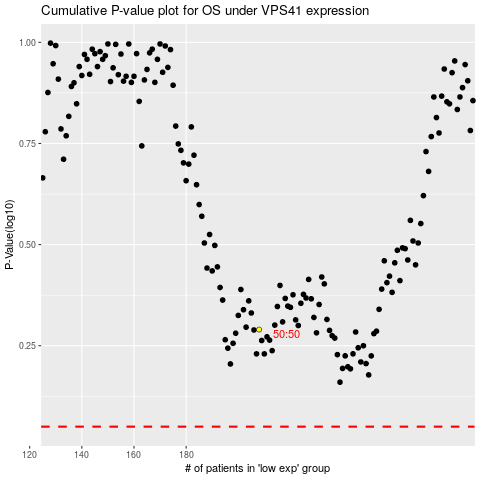 Cumulative P-value plot for OS under VPS41 expression
P-Value(log10)
1.00
0.75
0.50
0.25
50:50
120 140 160 180
# of patients in 'low exp' group